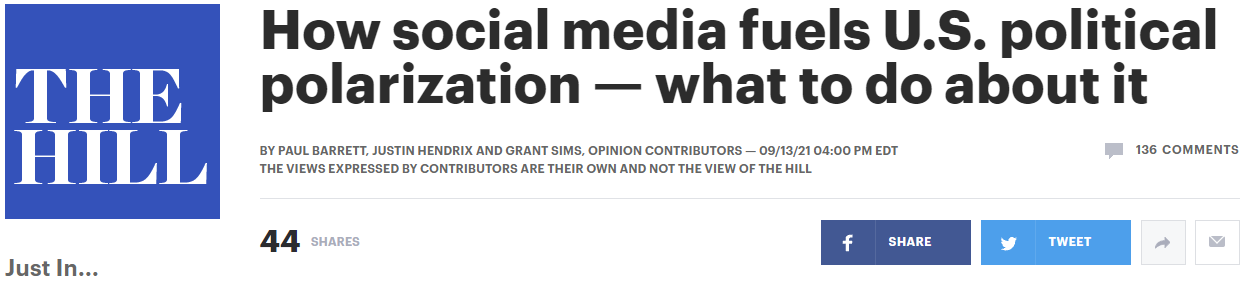 THE
HILL
How social media fuels U.S. political
polarization — what to do about it
BY PAUL BARRETT, JUSTIN HENDRIX AND GRANT SIMS, OPINION CONTRIBUTORS — 09/13/21 04:00 PM EDT
THE VIEWS EXPRESSED BY CONTRIBUTORS ARE THEIR OWN AND NOT THE VIEW OF THE HILL
136 COMMENTS
44 SHARES
SHARE
TWEET
Just In...